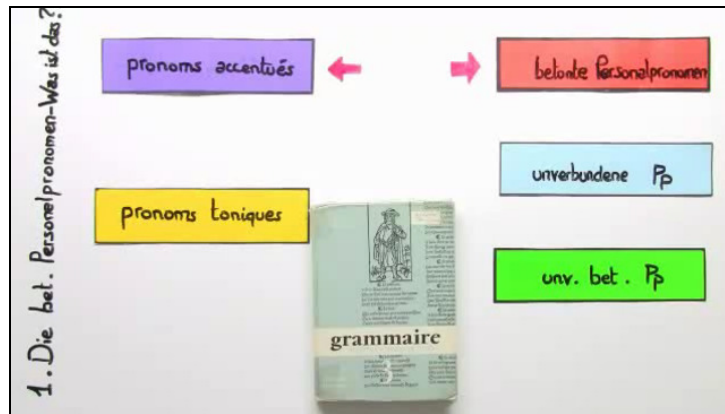 1. Die bet. Personalpronomen-Was ist das?
pronoms accentués
betonte Personalpronomen
unverbundene Pp
pronoms toniques
unv. bet. Pp
grammaire